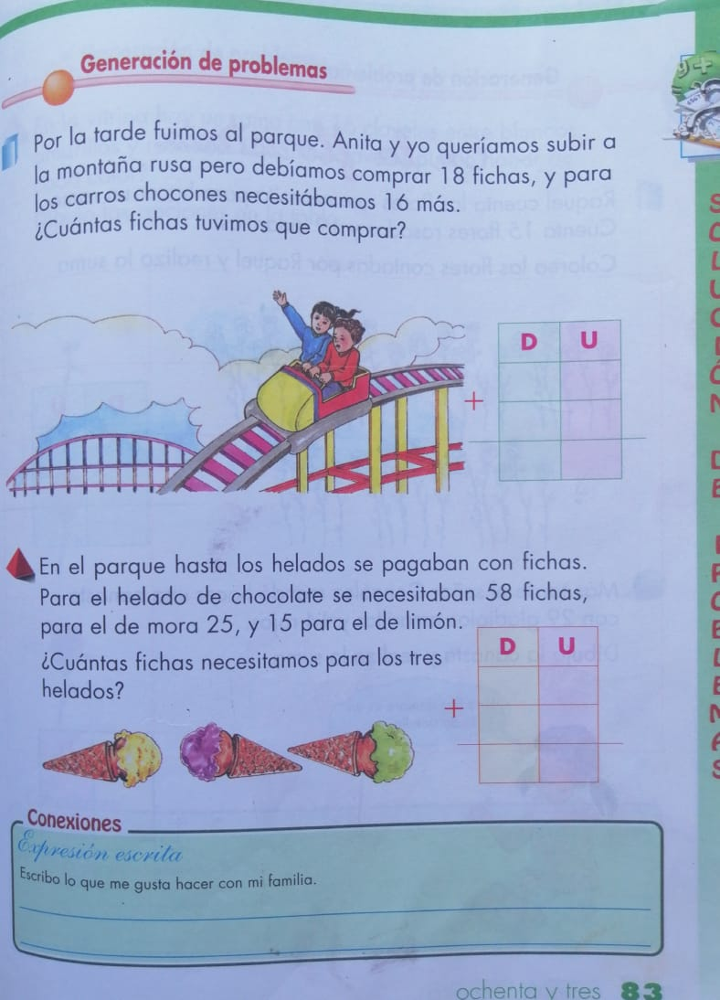 Generación de problemas
Por la tarde fuimos al parque. Anita y yo queríamos subir a
la montaña rusa pero debíamos comprar 18 fichas, y para
los carros chocones necesitábamos 16 más.
¿Cuántas fichas tuvimos que comprar?
D U
+
En el parque hasta los helados se pagaban con fichas.
Para el helado de chocolate se necesitaban 58 fichas,
para el de mora 25, y 15 para el de limón.
¿Cuántas fichas necesitamos para los tres
helados?
D U
+
Conexiones
Expresión escrita
Escribo lo que me gusta hacer con mi familia.
ochenta y tres 83